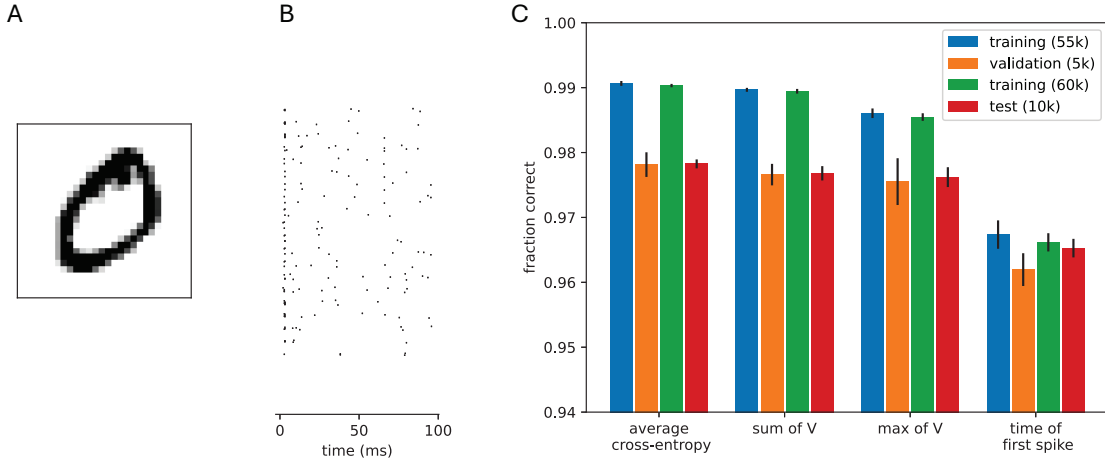 A
B
C
0
50
100
time (ms)
fraction correct
1.00
0.99
0.98
0.97
0.96
0.95
0.94
training (55k)
validation (5k)
training (60k)
test (10k)
average
cross-entropy
sum of V
max of V
time of
first spike